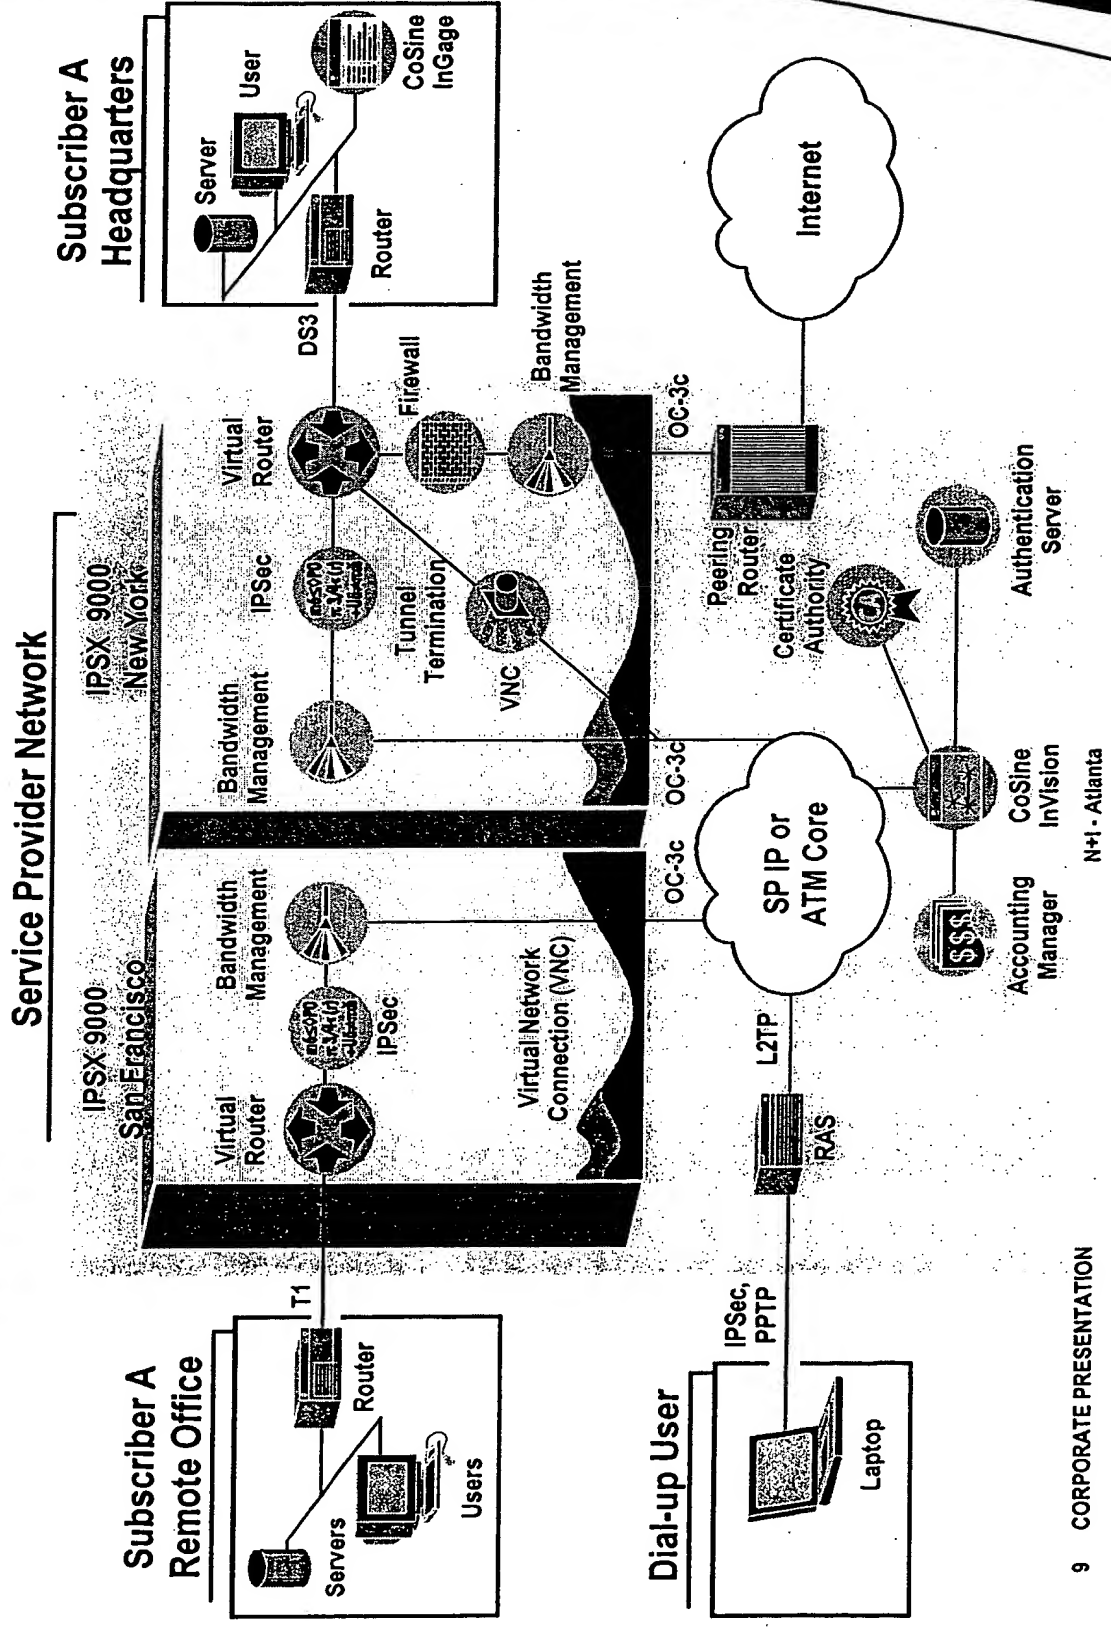 Service Provider Network
Subscriber A
Remote Office
Servers
Users
Router
T1
IPSX 9000
San Francisco
Virtual
Router
IPSec
Bandwidth
Management
Virtual Network
Connection (VNC)
OC-3c
IPSX 9000
New York
Bandwidth
Management
IPSec
Virtual
Router
Tunnel
Termination
VNC
Firewall
Bandwidth
Management
OC-3c
OC-3c
DS3
Subscriber A
Headquarters
Server
User
Router
CoSine
InGage
Dial-up User
Laptop
IPSec,
PPTP
RAS
L2TP
SP IP or
ATM Core
Peering
Router
Internet
Certificate
Authority
CA
Authentication
Server
CoSine
InVision
$$$
Accounting
Manager
9 CORPORATE PRESENTATION
N+I - Atlanta